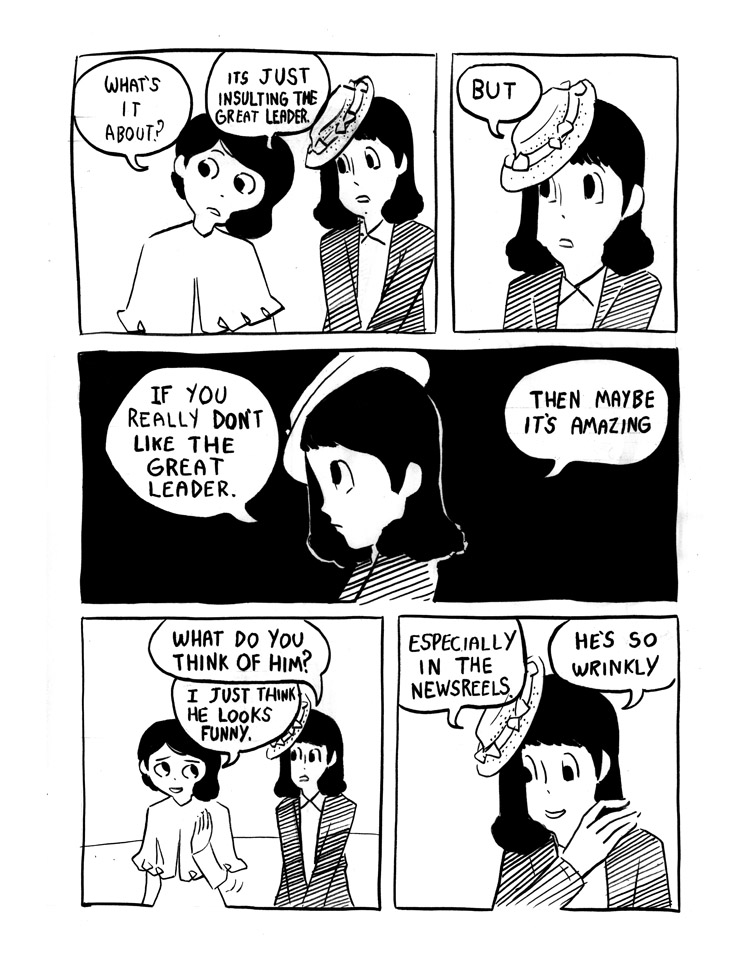 WHAT'S
IT
ABOUT?
ITS JUST
INSULTING THE
GREAT LEADER.
BUT
IF YOU
REALLY DON'T
LIKE THE
GREAT
LEADER.
THEN MAYBE
IT'S AMAZING
WHAT DO YOU
THINK OF HIM?
I JUST THINK
HE LOOKS
FUNNY.
ESPECIALLY
IN THE
NEWSREELS
HE'S SO
WRINKLY